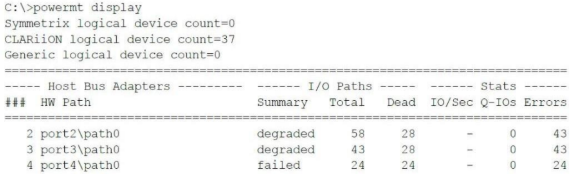 C:\>powermt display
Symmetrix logical device count=0
CLARiiON logical device count=37
Generic logical device count=0
==============================================================================
----- Host Bus Adapters --------- ------ I/O Paths ----- ------ Stats ------
### HW Path Summary Total Dead IO/Sec Q-IOs Errors
==============================================================================
2 port2\path0 degraded 58 28 - 0 43
3 port3\path0 degraded 43 28 - 0 43
4 port4\path0 failed 24 24 - 0 24